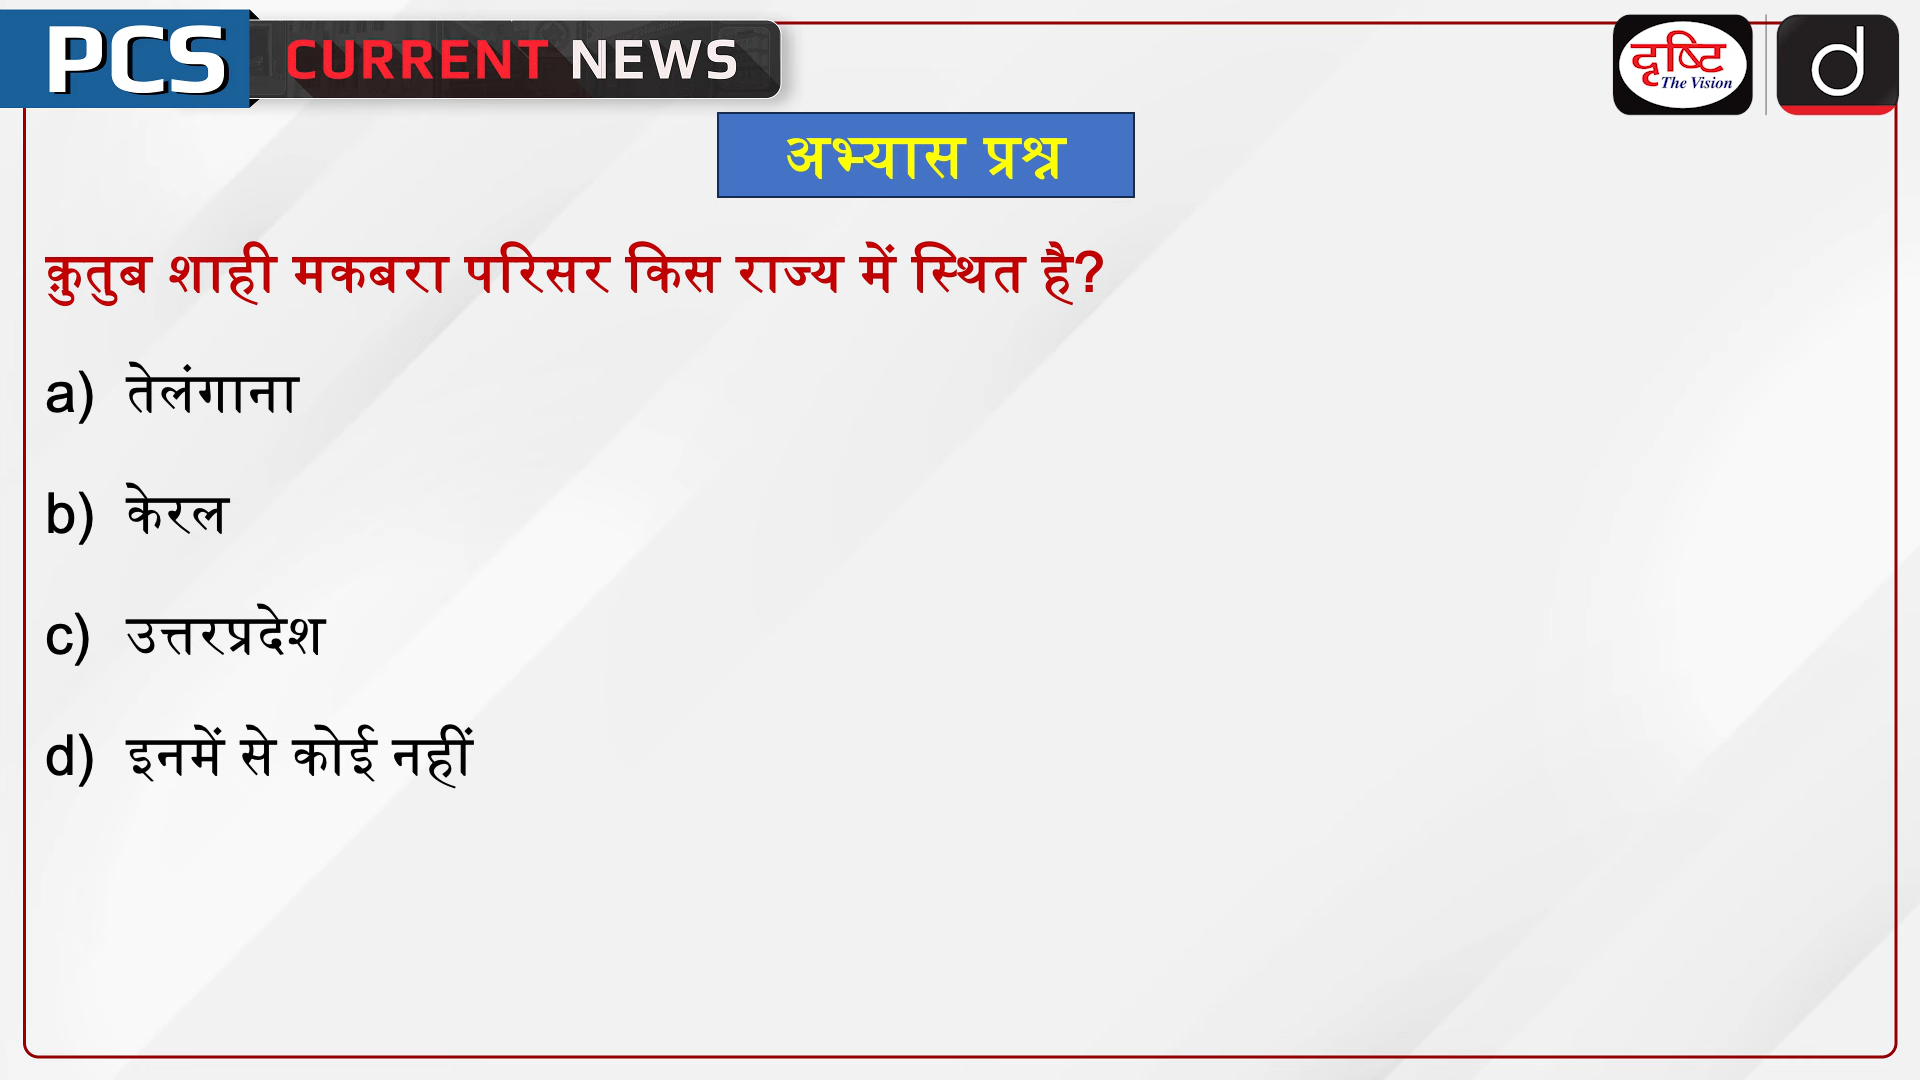 PCS CURRENT NEWS
दृष्टि
The Vision
d
अभ्यास प्रश्न
क़ुतुब शाही मकबरा परिसर किस राज्य में स्थित है?
a) तेलंगाना
b) केरल
c) उत्तरप्रदेश
d) इनमें से कोई नहीं